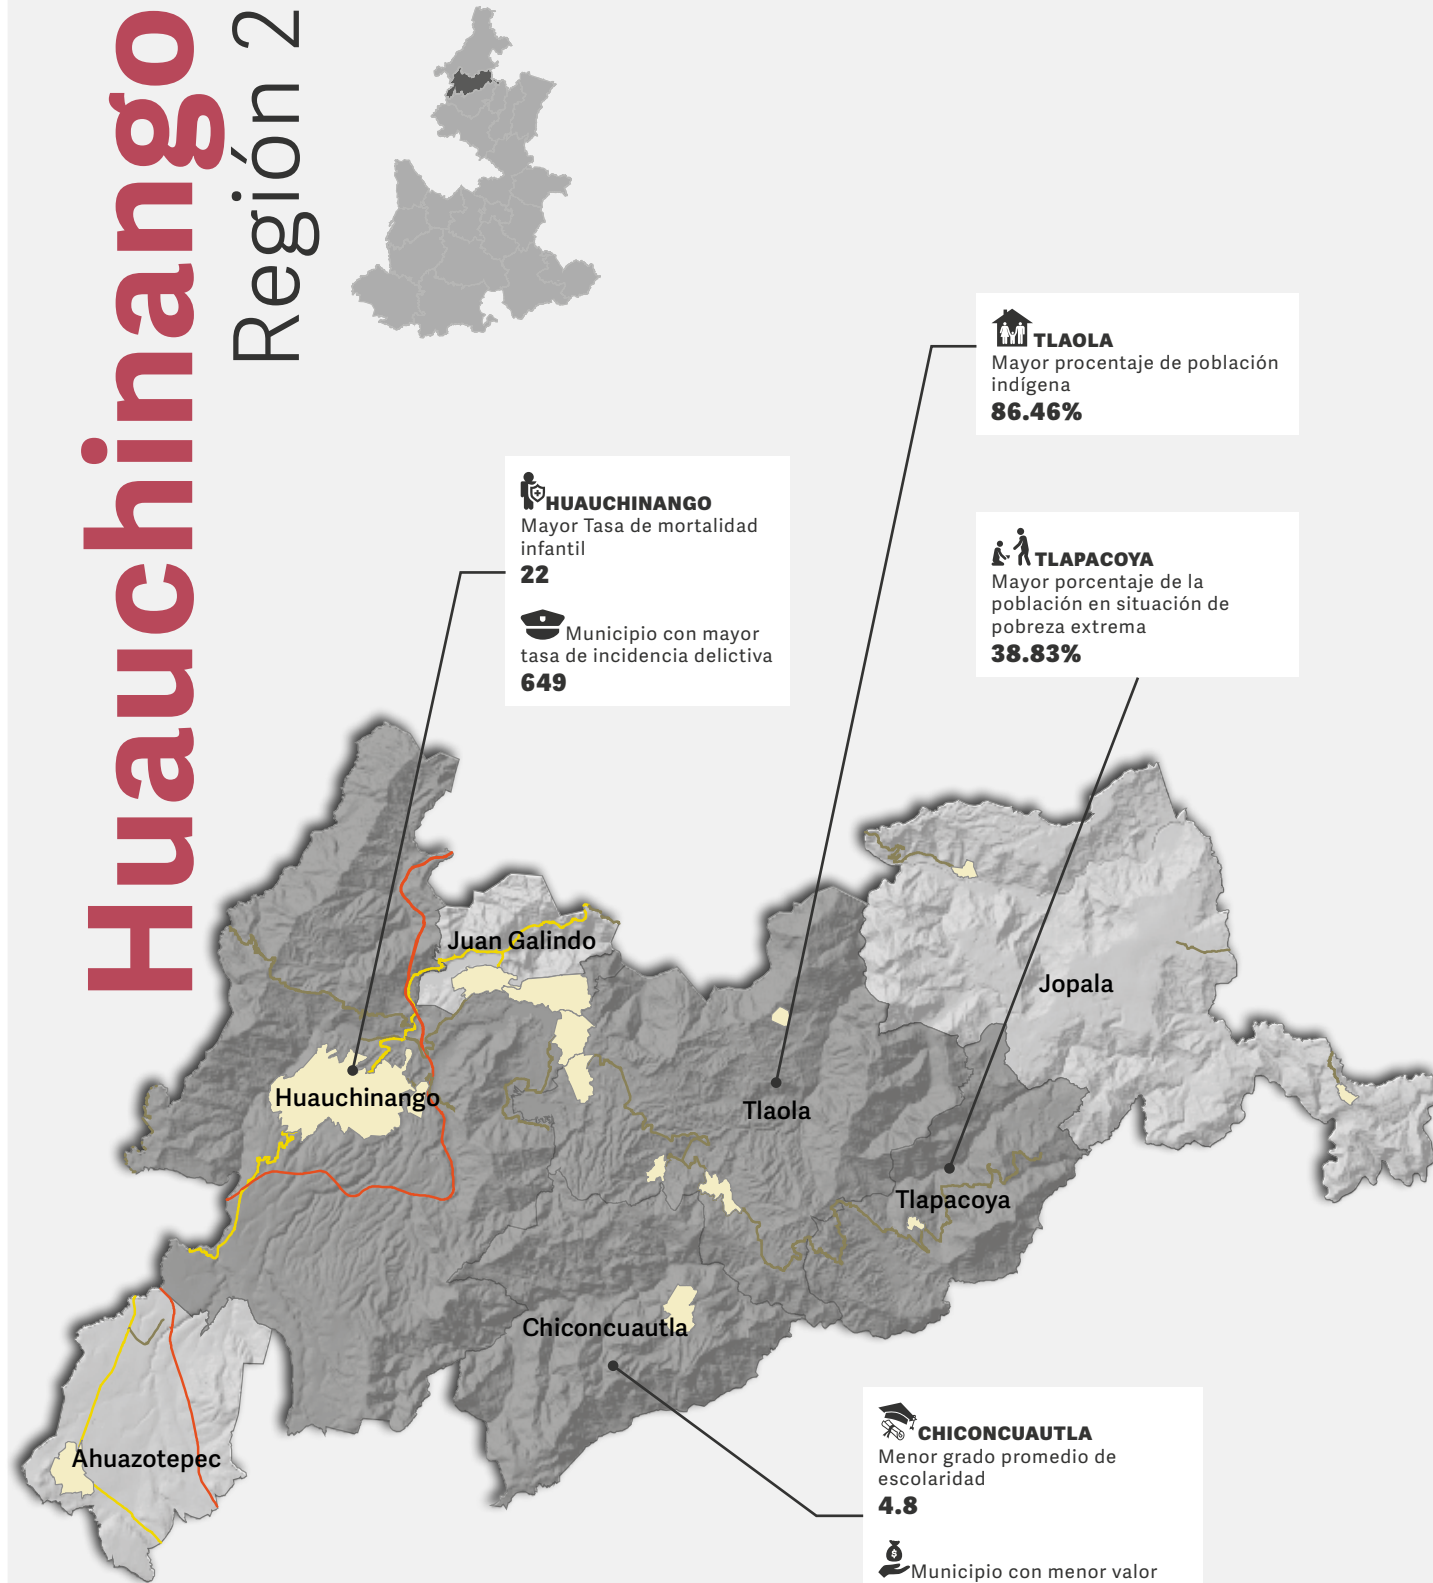 Huauchinango
Región 2
TLAOLA
Mayor procentaje de población
indígena
86.46%
HUAUCHINANGO
Mayor Tasa de mortalidad
infantil
22
Municipio con mayor
tasa de incidencia delictiva
649
TLAPACOYA
Mayor porcentaje de la
población en situación de
pobreza extrema
38.83%
Juan Galindo
Jopala
Huauchinango
Tlaola
Tlapacoya
Chiconcuautla
Ahuazotepec
CHICONCUAUTLA
Menor grado promedio de
escolaridad
4.8
Municipio con menor valor